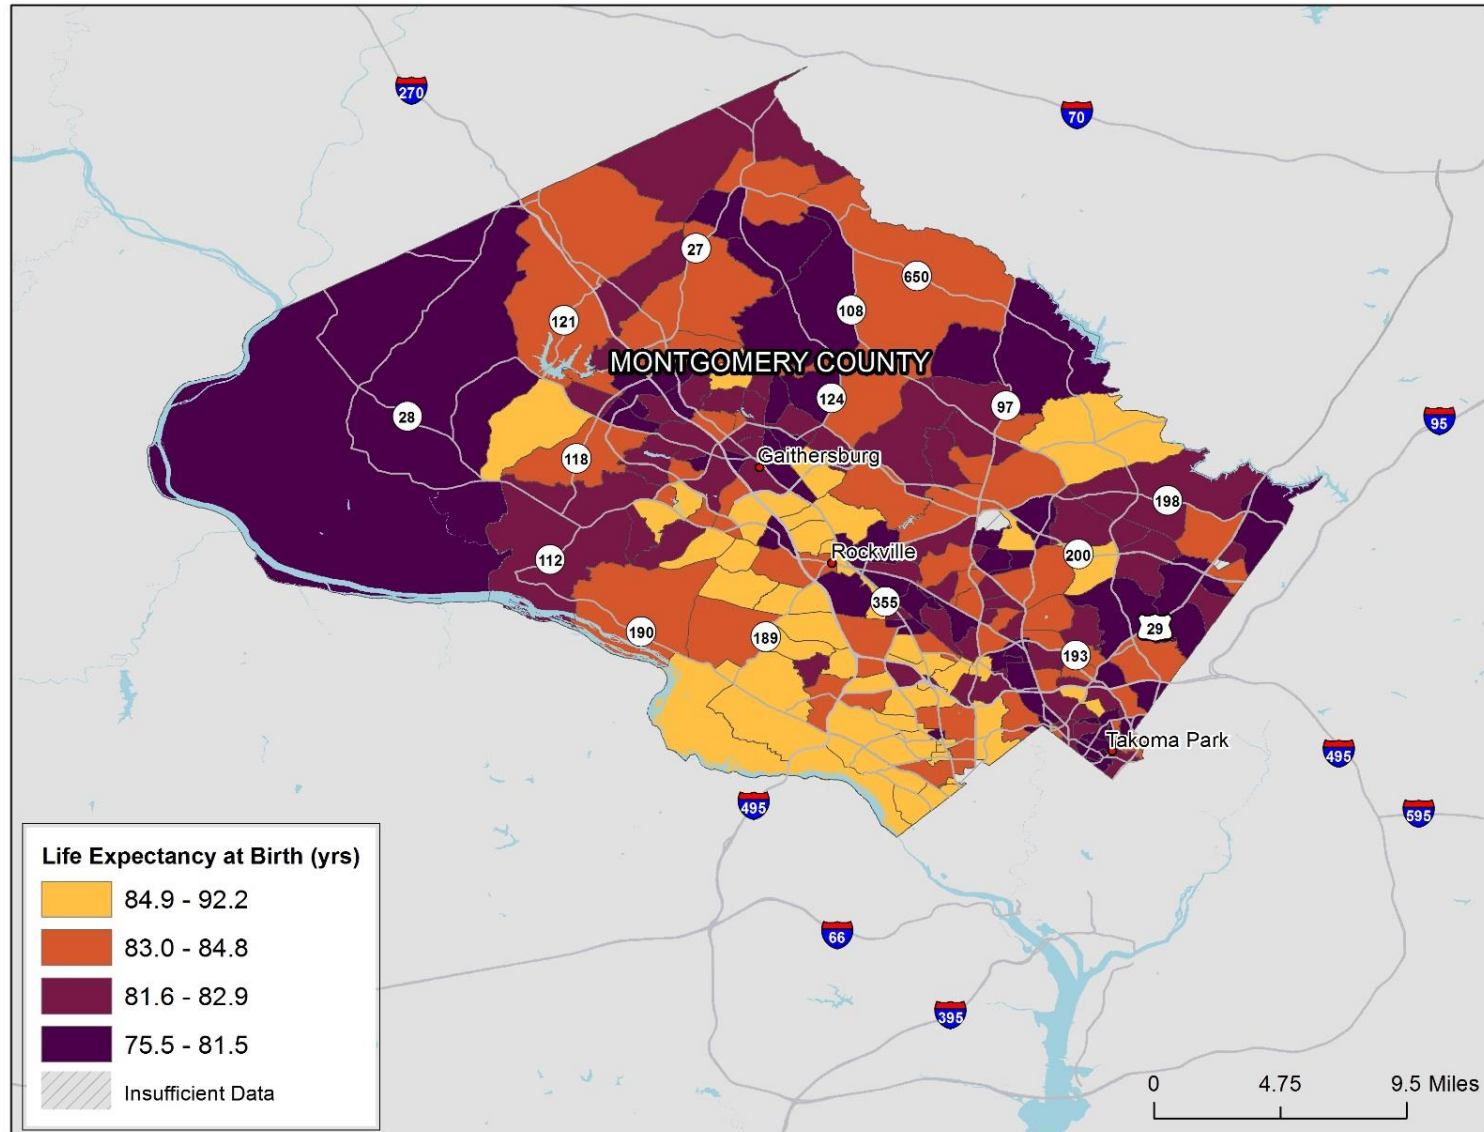 270
70
27
650
108
121
MONTGOMERY COUNTY
124
97
28
95
118
Gaithersburg
198
200
Rockville
112
355
29
190
189
193
Takoma Park
495
495
595
Life Expectancy at Birth (yrs)
84.9 - 92.2
83.0 - 84.8
81.6 - 82.9
75.5 - 81.5
Insufficient Data
66
395
0 4.75 9.5 Miles